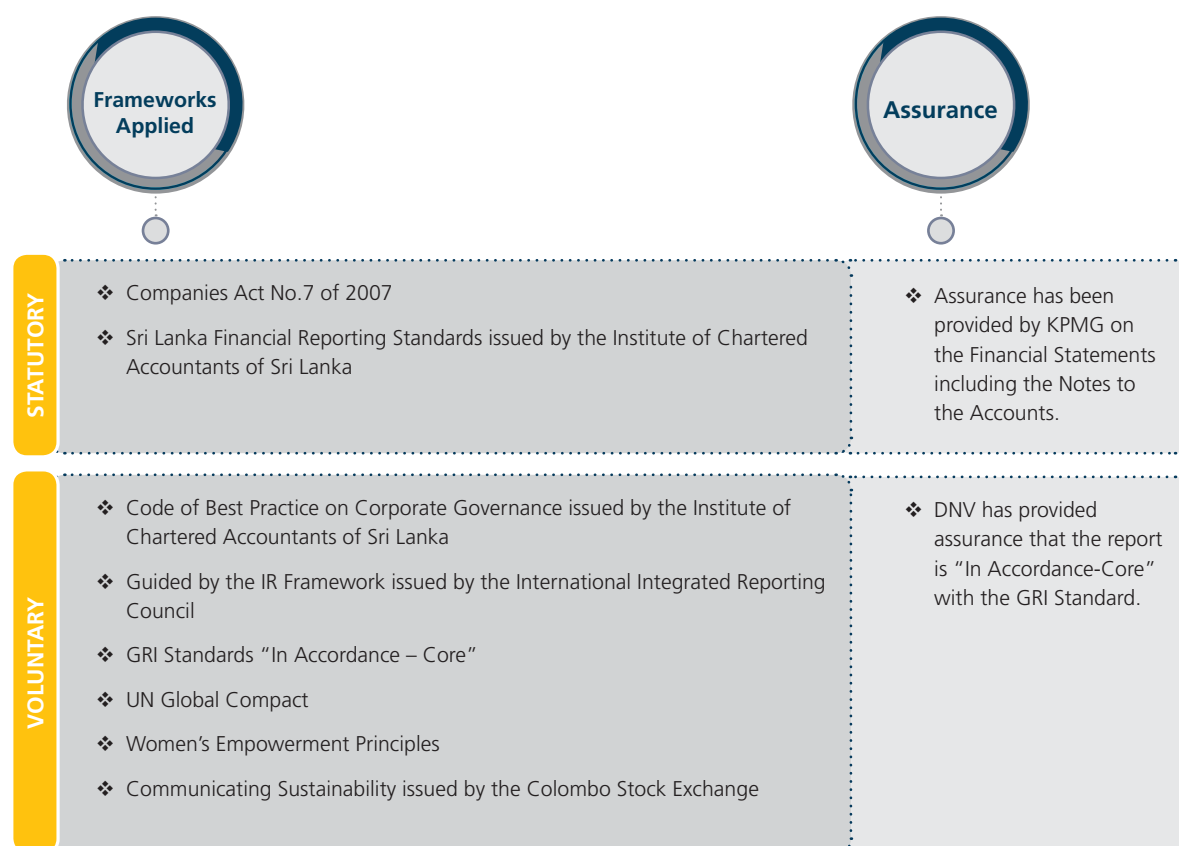 Frameworks
Applied
Assurance
STATUTORY
❖ Companies Act No.7 of 2007
❖ Sri Lanka Financial Reporting Standards issued by the Institute of Chartered
Accountants of Sri Lanka
❖ Assurance has been
provided by KPMG on
the Financial Statements
including the Notes to
the Accounts.
VOLUNTARY
❖ Code of Best Practice on Corporate Governance issued by the Institute of
Chartered Accountants of Sri Lanka
❖ Guided by the IR Framework issued by the International Integrated Reporting
Council
❖ GRI Standards “In Accordance – Core”
❖ UN Global Compact
❖ Women’s Empowerment Principles
❖ Communicating Sustainability issued by the Colombo Stock Exchange
❖ DNV has provided
assurance that the report
is “In Accordance-Core”
with the GRI Standard.